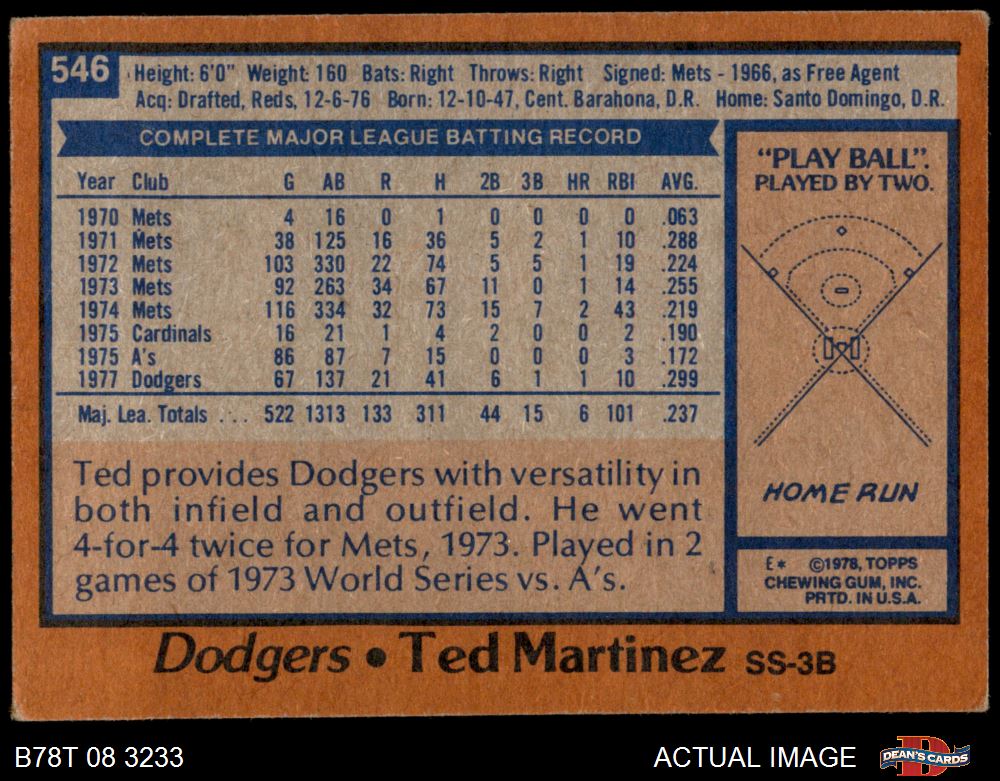 546
Height: 6'0" Weight: 160 Bats: Right Throws: Right Signed: Mets - 1966, as Free Agent
Acq: Drafted, Reds, 12-6-76 Born: 12-10-47, Cent. Barahona, D.R. Home: Santo Domingo, D.R.
COMPLETE MAJOR LEAGUE BATTING RECORD
Year Club G AB R H 2B 3B HR RBI AVG.
1970 Mets 4 16 0 1 0 0 0 0 .063
1971 Mets 38 125 16 36 5 2 1 10 .288
1972 Mets 103 330 22 74 5 5 1 19 .224
1973 Mets 92 263 34 67 11 0 1 14 .255
1974 Mets 116 334 32 73 15 7 2 43 .219
1975 Cardinals 16 21 1 4 2 0 0 2 .190
1975 A's 86 87 7 15 0 0 0 3 .172
1977 Dodgers 67 137 21 41 6 1 1 10 .299
Maj. Lea. Totals ... 522 1313 133 311 44 15 6 101 .237
Ted provides Dodgers with versatility in
both infield and outfield. He went
4-for-4 twice for Mets, 1973. Played in 2
games of 1973 World Series vs. A's.
"PLAY BALL".
PLAYED BY TWO.
HOME RUN
E* ©1978, TOPPS
CHEWING GUM, INC.
PRTD. IN U.S.A.
Dodgers • Ted Martinez SS-3B
B78T 08 3233
ACTUAL IMAGE
DEAN'S CARDS